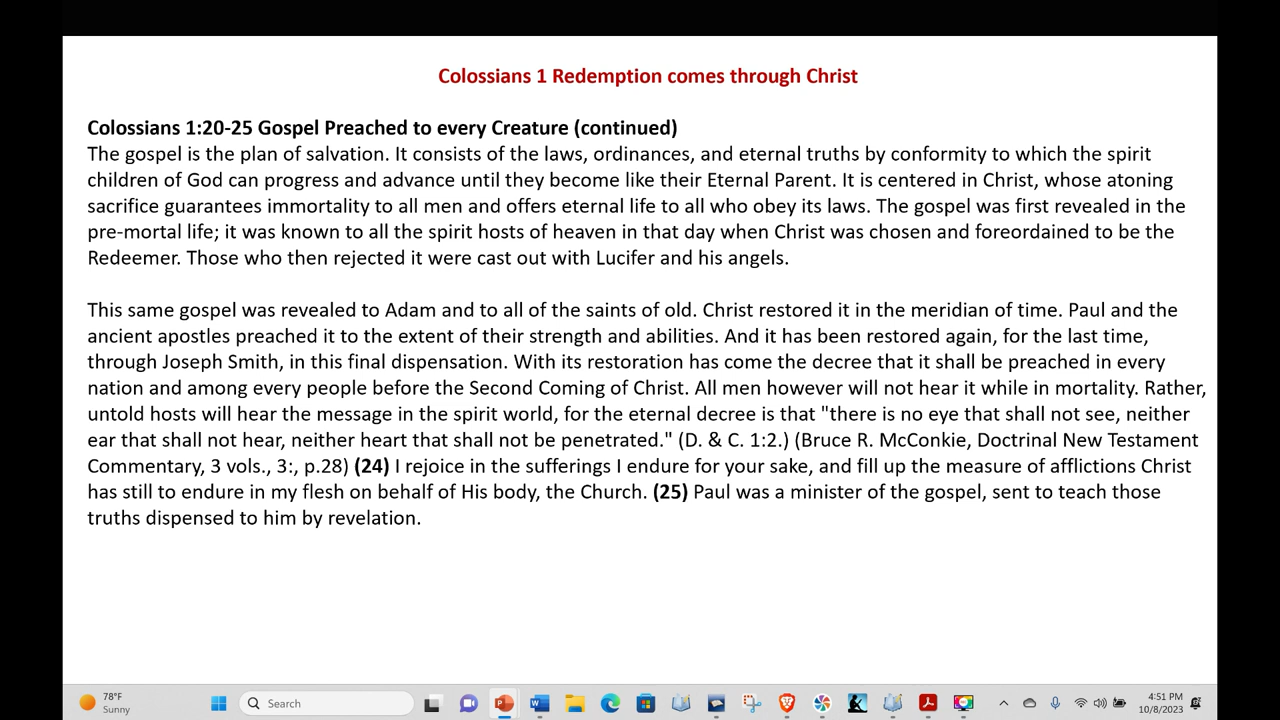 Colossians 1 Redemption comes through Christ
Colossians 1:20-25 Gospel Preached to every Creature (continued)
The gospel is the plan of salvation. It consists of the laws, ordinances, and eternal truths by conformity to which the spirit
children of God can progress and advance until they become like their Eternal Parent. It is centered in Christ, whose atoning
sacrifice guarantees immortality to all men and offers eternal life to all who obey its laws. The gospel was first revealed in the
pre-mortal life; it was known to all the spirit hosts of heaven in that day when Christ was chosen and foreordained to be the
Redeemer. Those who then rejected it were cast out with Lucifer and his angels.
This same gospel was revealed to Adam and to all of the saints of old. Christ restored it in the meridian of time. Paul and the
ancient apostles preached it to the extent of their strength and abilities. And it has been restored again, for the last time,
through Joseph Smith, in this final dispensation. With its restoration has come the decree that it shall be preached in every
nation and among every people before the Second Coming of Christ. All men however will not hear it while in mortality. Rather,
untold hosts will hear the message in the spirit world, for the eternal decree is that "there is no eye that shall not see, neither
ear that shall not hear, neither heart that shall not be penetrated." (D. & C. 1:2.) (Bruce R. McConkie, Doctrinal New Testament
Commentary, 3 vols., 3:, p.28) (24) I rejoice in the sufferings I endure for your sake, and fill up the measure of afflictions Christ
has still to endure in my flesh on behalf of His body, the Church. (25) Paul was a minister of the gospel, sent to teach those
truths dispensed to him by revelation.
78°F
Sunny
Search
4:51 PM
10/8/2023